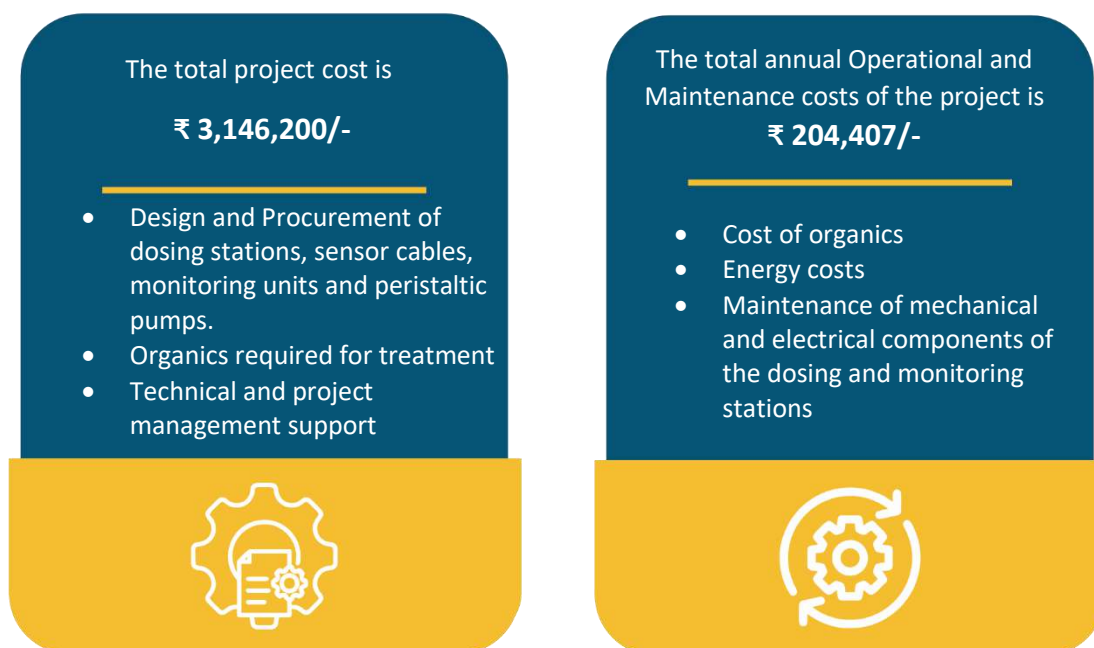 The total project cost is
₹ 3,146,200/-
• Design and Procurement of
dosing stations, sensor cables,
monitoring units and peristaltic
pumps.
• Organics required for treatment
• Technical and project
management support
The total annual Operational and
Maintenance costs of the project is
₹ 204,407/-
• Cost of organics
• Energy costs
• Maintenance of mechanical
and electrical components of
the dosing and monitoring
stations